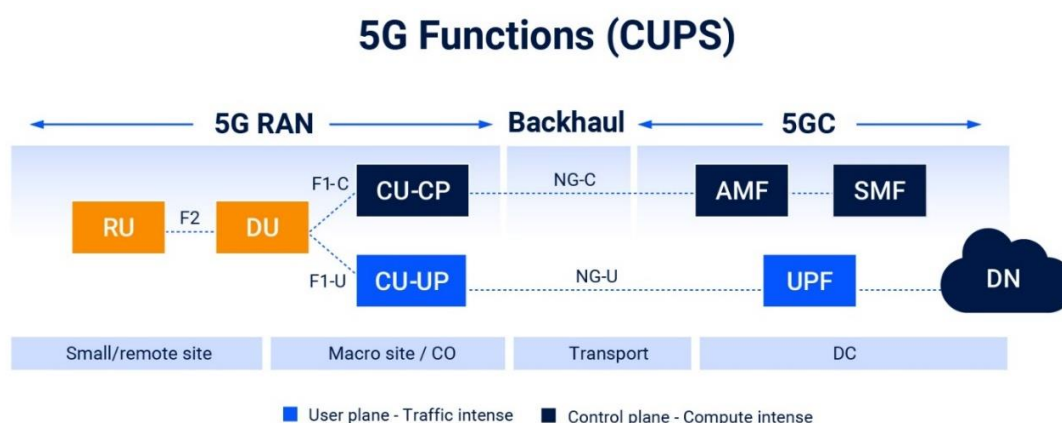 5G Functions (CUPS)
5G RAN
Backhaul
5GC
F1-C
CU-CP
NG-C
AMF
SMF
RU
F2
DU
F1-U
CU-UP
NG-U
UPF
DN
Small/remote site
Macro site / CO
Transport
DC
User plane - Traffic intense
Control plane - Compute intense